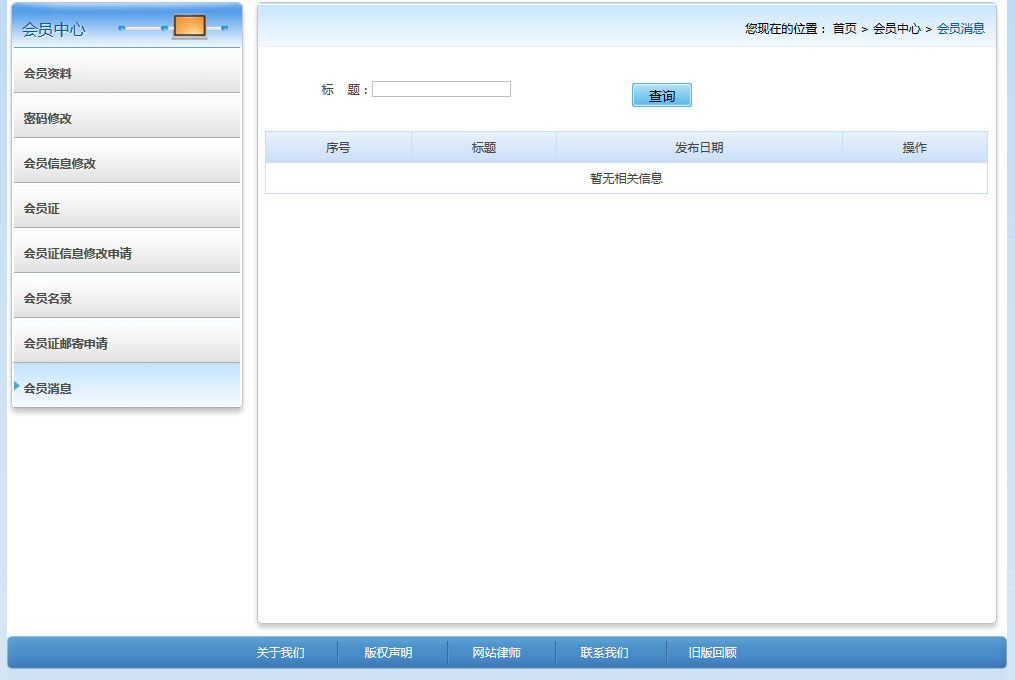 会员中心
会员资料
密码修改
会员信息修改
会员证
会员证信息修改申请
会员名录
会员证邮寄申请
会员消息
您现在的位置： 首页 > 会员中心 > 会员消息
标 题： 查询
序号 标题 发布日期 操作
暂无相关信息
关于我们 版权声明 网站律师 联系我们 旧版回顾